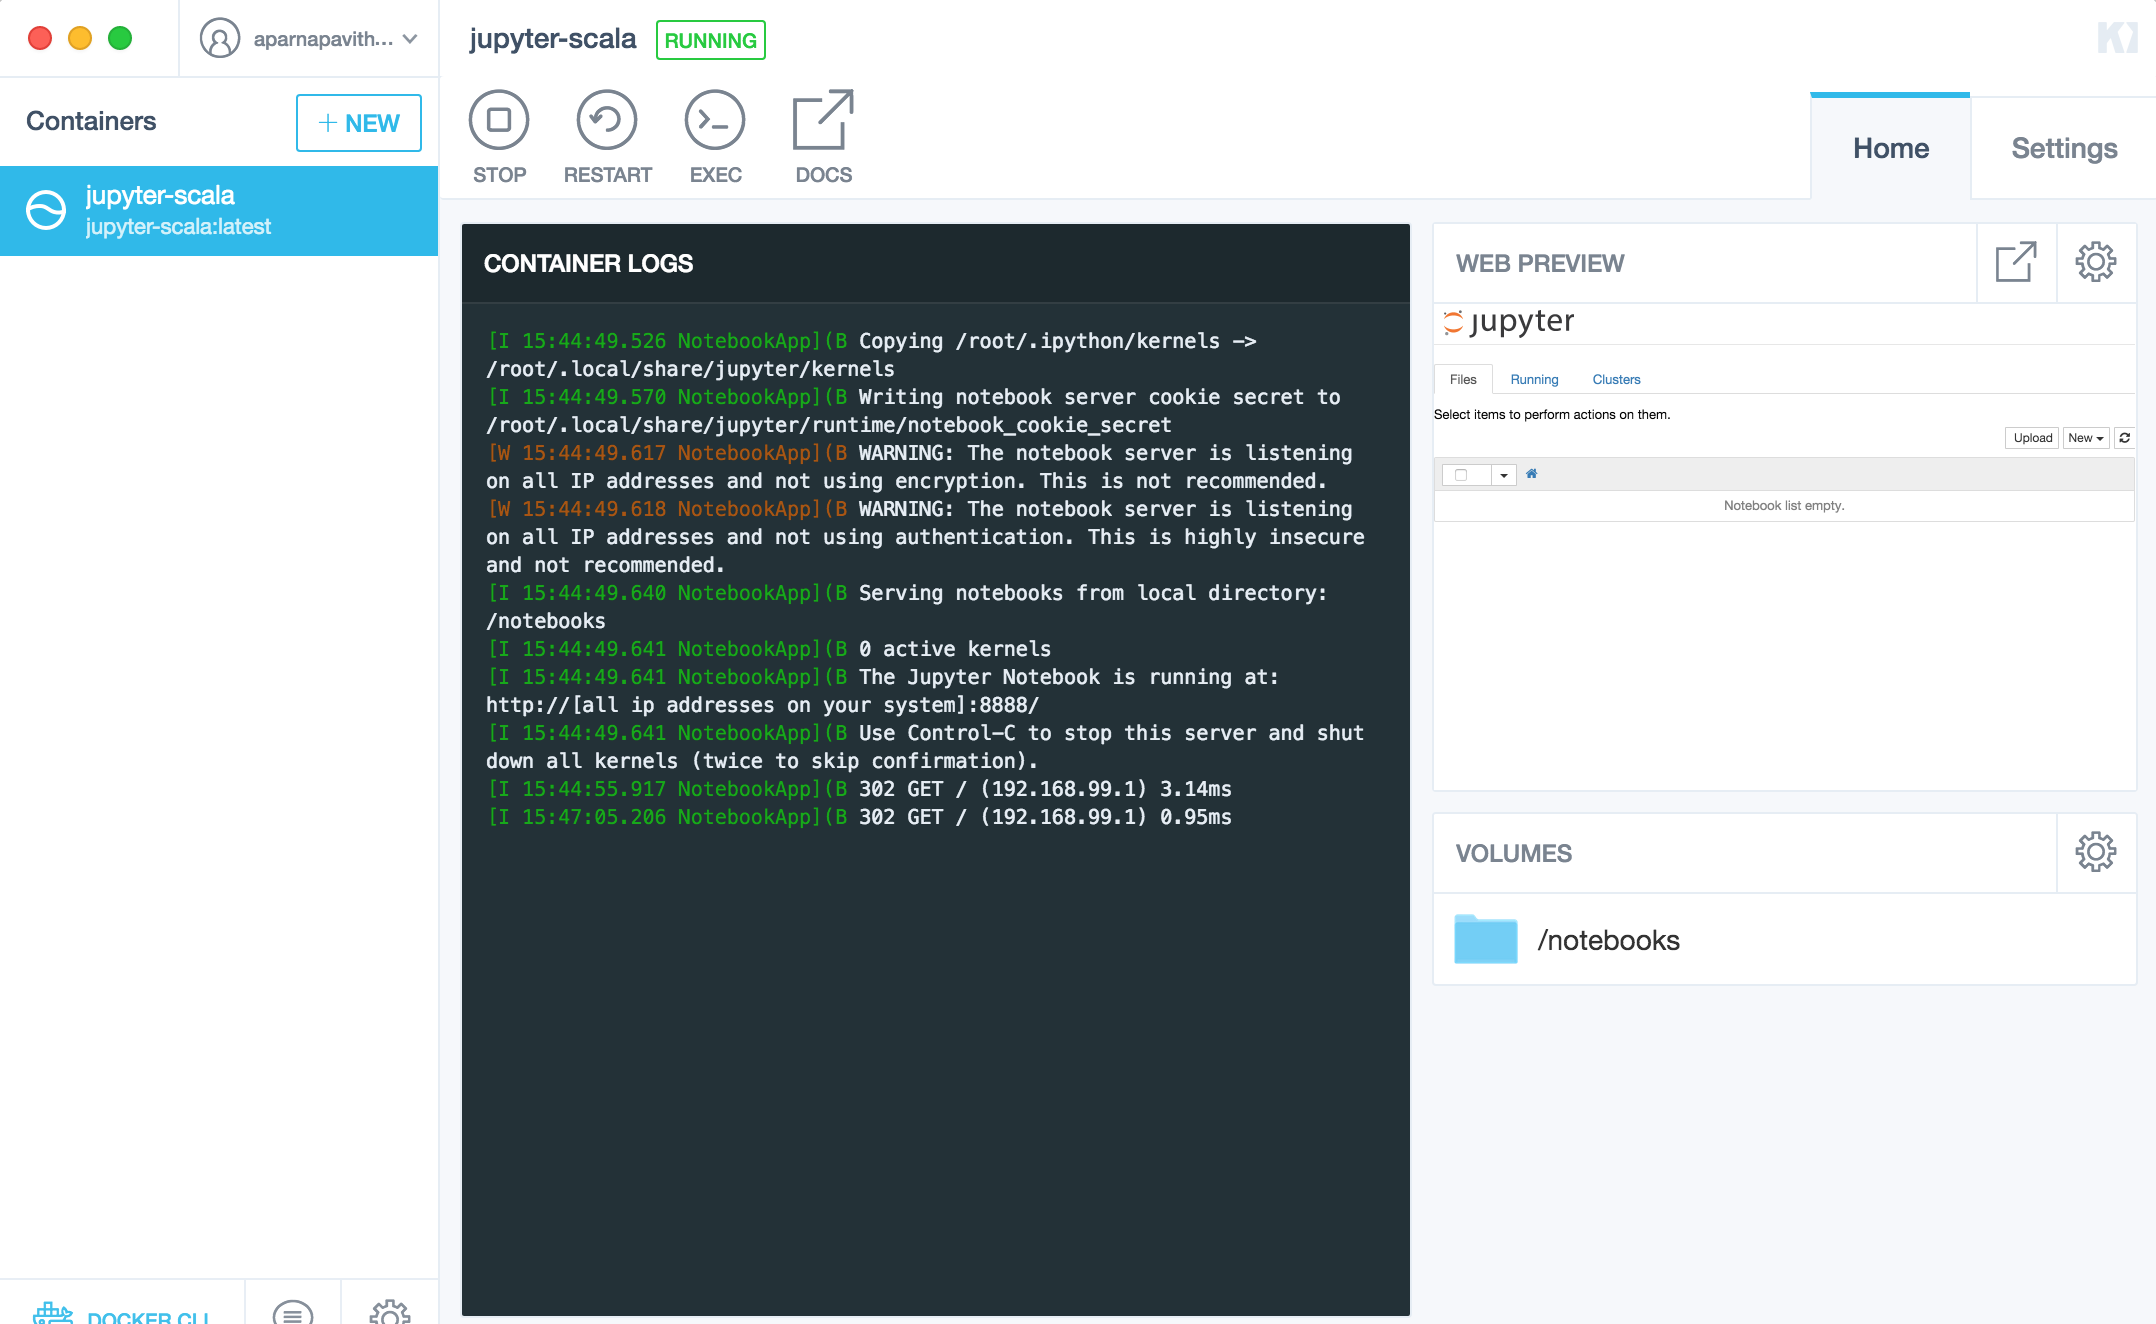 aparnapavith...
jupyter-scala RUNNING
Containers
+ NEW
jupyter-scala
jupyter-scala:latest
STOP RESTART EXEC DOCS
Home Settings
CONTAINER LOGS
[I 15:44:49.526 NotebookApp](B Copying /root/.ipython/kernels ->
/root/.local/share/jupyter/kernels
[I 15:44:49.570 NotebookApp](B Writing notebook server cookie secret to
/root/.local/share/jupyter/runtime/notebook_cookie_secret
[W 15:44:49.617 NotebookApp](B WARNING: The notebook server is listening
on all IP addresses and not using encryption. This is not recommended.
[W 15:44:49.618 NotebookApp](B WARNING: The notebook server is listening
on all IP addresses and not using authentication. This is highly insecure
and not recommended.
[I 15:44:49.640 NotebookApp](B Serving notebooks from local directory:
/notebooks
[I 15:44:49.641 NotebookApp](B 0 active kernels
[I 15:44:49.641 NotebookApp](B The Jupyter Notebook is running at:
http://[all ip addresses on your system]:8888/
[I 15:44:49.641 NotebookApp](B Use Control-C to stop this server and shut
down all kernels (twice to skip confirmation).
[I 15:44:55.917 NotebookApp](B 302 GET / (192.168.99.1) 3.14ms
[I 15:47:05.206 NotebookApp](B 302 GET / (192.168.99.1) 0.95ms
WEB PREVIEW
jupyter
Files Running Clusters
Select items to perform actions on them.
Upload New
Notebook list empty.
VOLUMES
/notebooks
DOCKER CLI